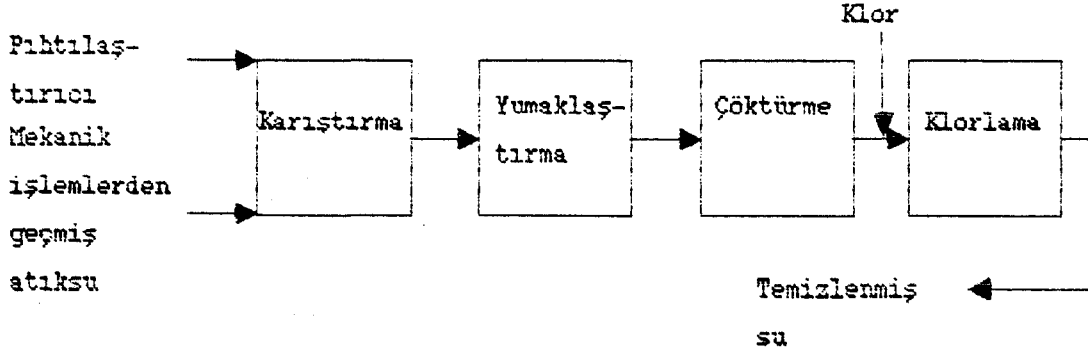 Klor
Pıhtılaş-
tırıcı
Mekanik
işlemlerden
geçmiş
atıksu
Karıştırma
Yumaklaş-
tırma
Çöktürme
Klorlama
Temizlenmiş
su